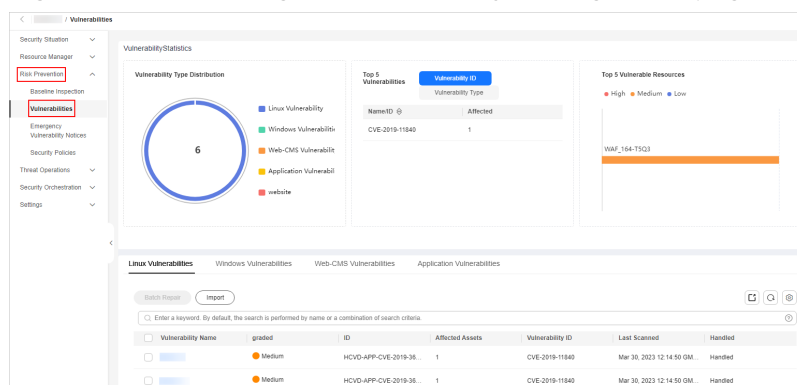 / Vulnerabilities
Security Situation
Resource Manager
Risk Prevention
Baseline Inspection
Vulnerabilities
Emergency
Vulnerability Notices
Security Policies
Threat Operations
Security Orchestration
Settings
VulnerabilityStatistics
Vulnerability Type Distribution
6
Linux Vulnerability
Windows Vulnerabilitie
Web-CMS Vulnerabilit
Application Vulnerabil
website
Top 5
Vulnerabilities
Vulnerability ID
Vulnerability Type
Name/ID Affected
CVE-2019-11840 1
Top 5 Vulnerable Resources
High Medium Low
WAF_164-T5Q3
Linux Vulnerabilities Windows Vulnerabilities Web-CMS Vulnerabilities Application Vulnerabilities
Batch Repair Import
Enter a keyword. By default, the search is performed by name or a combination of search criteria.
Vulnerability Name graded ID Affected Assets Vulnerability ID Last Scanned Handled
Medium HCVD-APP-CVE-2019-36... 1 CVE-2019-11840 Mar 30, 2023 12:14:50 GM... Handled
Medium HCVD-APP-CVE-2019-36... 1 CVE-2019-11840 Mar 30, 2023 12:14:50 GM... Handled